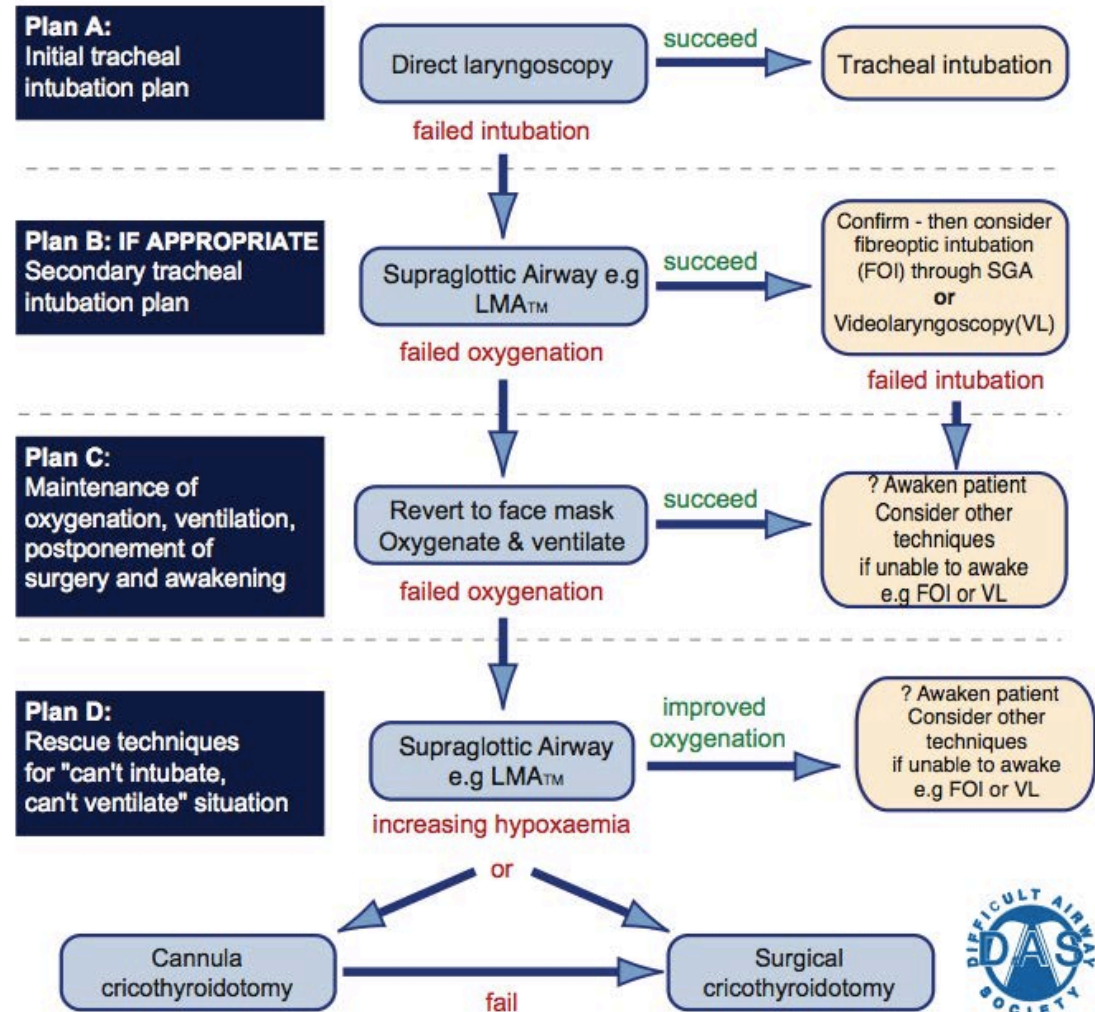 Plan A:
Initial tracheal
intubation plan
Direct laryngoscopy
succeed
Tracheal intubation
failed intubation
Plan B: IF APPROPRIATE
Secondary tracheal
intubation plan
Supraglottic Airway e.g
LMA™
succeed
Confirm - then consider
fibreoptic intubation
(FOI) through SGA
or
Videolaryngoscopy(VL)
failed oxygenation
failed intubation
Plan C:
Maintenance of
oxygenation, ventilation,
postponement of
surgery and awakening
Revert to face mask
Oxygenate & ventilate
succeed
? Awaken patient
Consider other
techniques
if unable to awake
e.g FOI or VL
failed oxygenation
Plan D:
Rescue techniques
for "can't intubate,
can't ventilate" situation
Supraglottic Airway
e.g LMA™
improved
oxygenation
? Awaken patient
Consider other
techniques
if unable to awake
e.g FOI or VL
increasing hypoxaemia
or
Cannula
cricothyroidotomy
fail
Surgical
cricothyroidotomy
DIFFICULT AIRWAY
DAS
SOCIETY